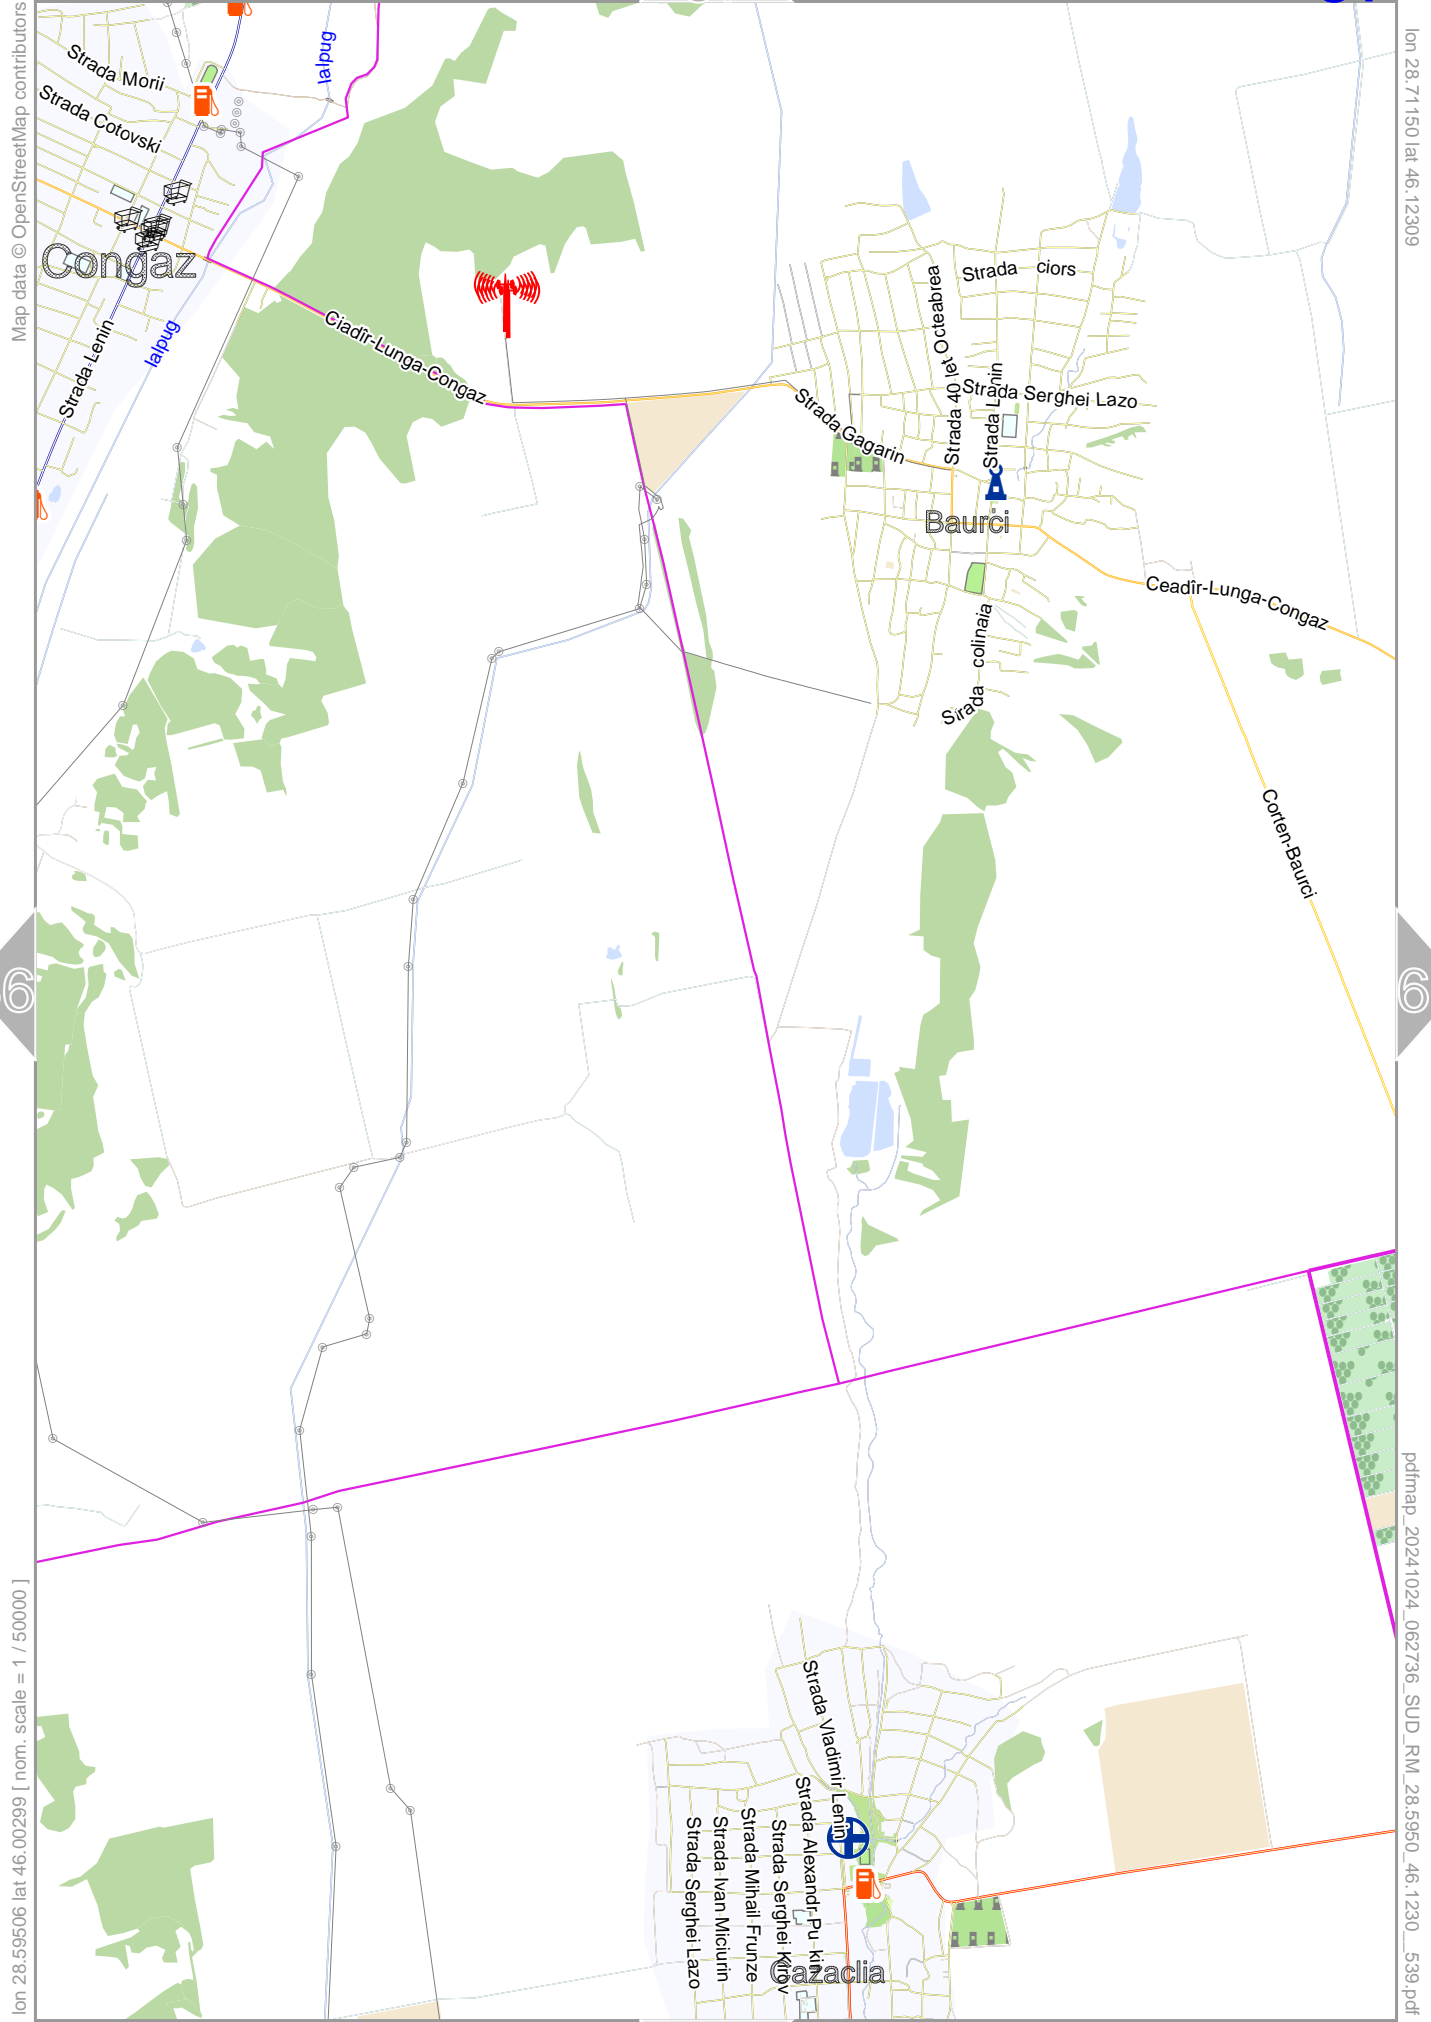 Map data © OpenStreetMap contributors
lon 28.71150 lat 46.12309
Ialpug
Strada Morii
Strada Cotovski
Congaz
Strada Lenin
Ialpug
Ciadîr-Lunga-Congaz
Strada ciors
Strada 40 let Octeabrea
Strada Lenin
Strada Serghei Lazo
Strada Gagarin
Baurci
Ceadîr-Lunga-Congaz
Strada colinaia
Corten-Baurci
6
6
Strada Vladimir Lenin
Strada Alexandr Pu kin
Strada Serghei Kirov
Strada Mihail Frunze
Strada Ivan Miciurin
Strada Serghei Lazo
Cazaclia
lon 28.59506 lat 46.00299 [ nom. scale = 1 / 50000 ]
pdfmap_20241024_062736_SUD_RM_28.5950_46.1230__539.pdf